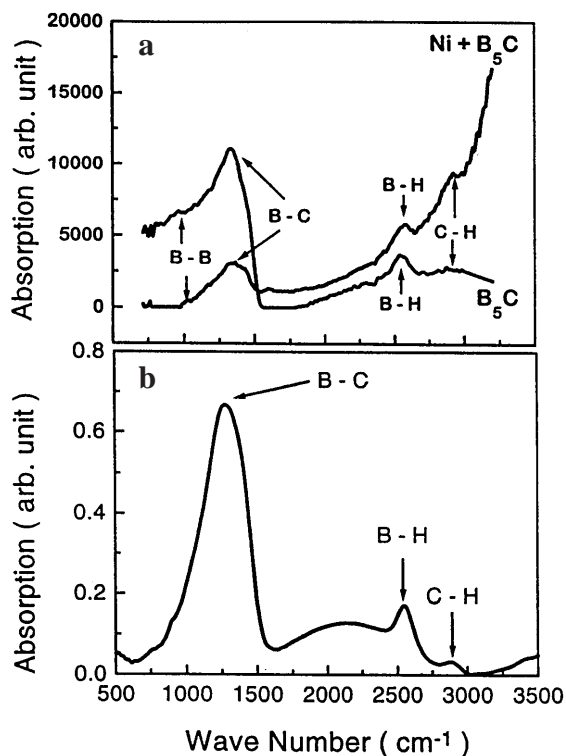 a
Ni + B5C
20000
15000
10000
5000
0
Absorption ( arb. unit )
B - H
B - C
C - H
B - B
B - H
B5C
b
B - C
0.8
0.6
0.4
0.2
0.0
Absorption ( arb. unit )
B - H
C - H
500 1000 1500 2000 2500 3000 3500
Wave Number ( cm-1 )